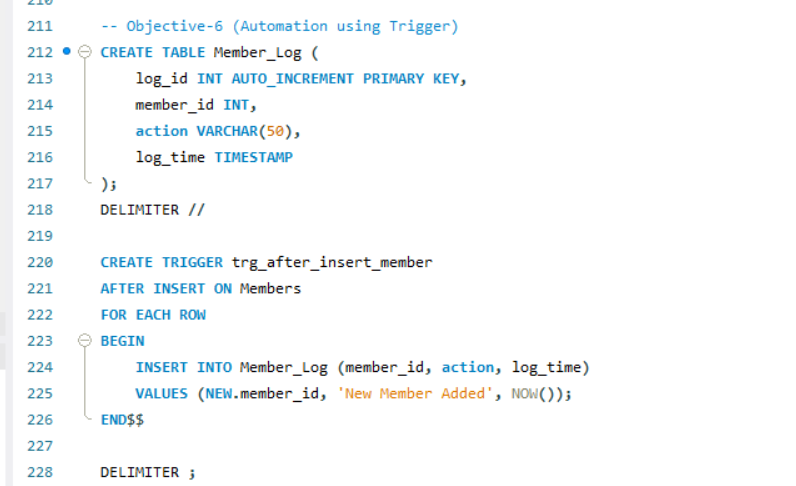 210
211 -- Objective-6 (Automation using Trigger)
212 CREATE TABLE Member_Log (
213 log_id INT AUTO_INCREMENT PRIMARY KEY,
214 member_id INT,
215 action VARCHAR(50),
216 log_time TIMESTAMP
217 );
218 DELIMITER //
219
220 CREATE TRIGGER trg_after_insert_member
221 AFTER INSERT ON Members
222 FOR EACH ROW
223 BEGIN
224 INSERT INTO Member_Log (member_id, action, log_time)
225 VALUES (NEW.member_id, 'New Member Added', NOW());
226 END$$
227
228 DELIMITER ;